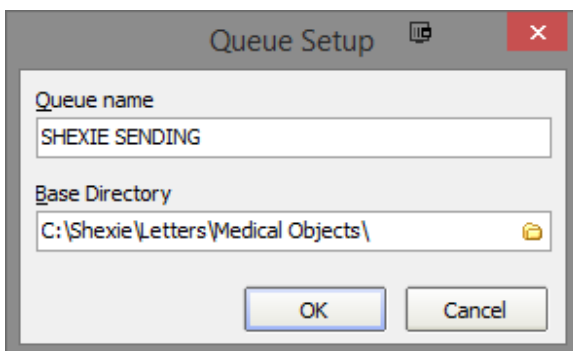 Queue Setup
Queue name
SHEXIE SENDING
Base Directory
C:\Shexie\Letters\Medical Objects\
OK
Cancel